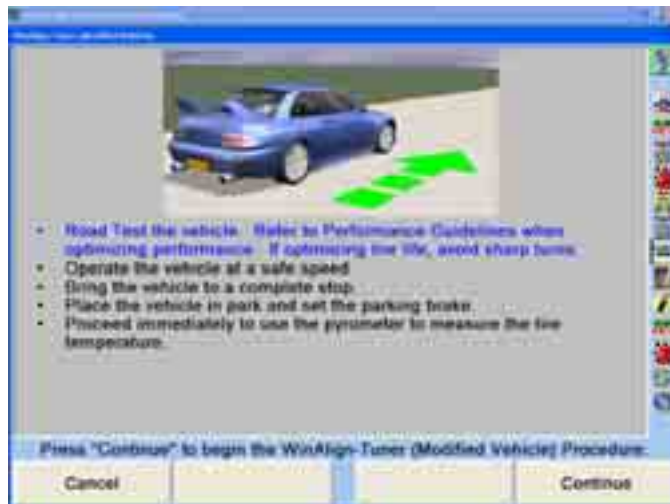 • Road Test the vehicle. Refer to Performance Guidelines when
optimizing performance. If optimizing tire life, avoid sharp turns.
• Operate the vehicle at a safe speed
• Bring the vehicle to a complete stop.
• Place the vehicle in park and set the parking brake
• Proceed immediately to use the pyrometer to measure the tire
temperature.
Press "Continue" to begin the WinAlign-Tuner (Modified Vehicle) Procedure.
Cancel
Continue